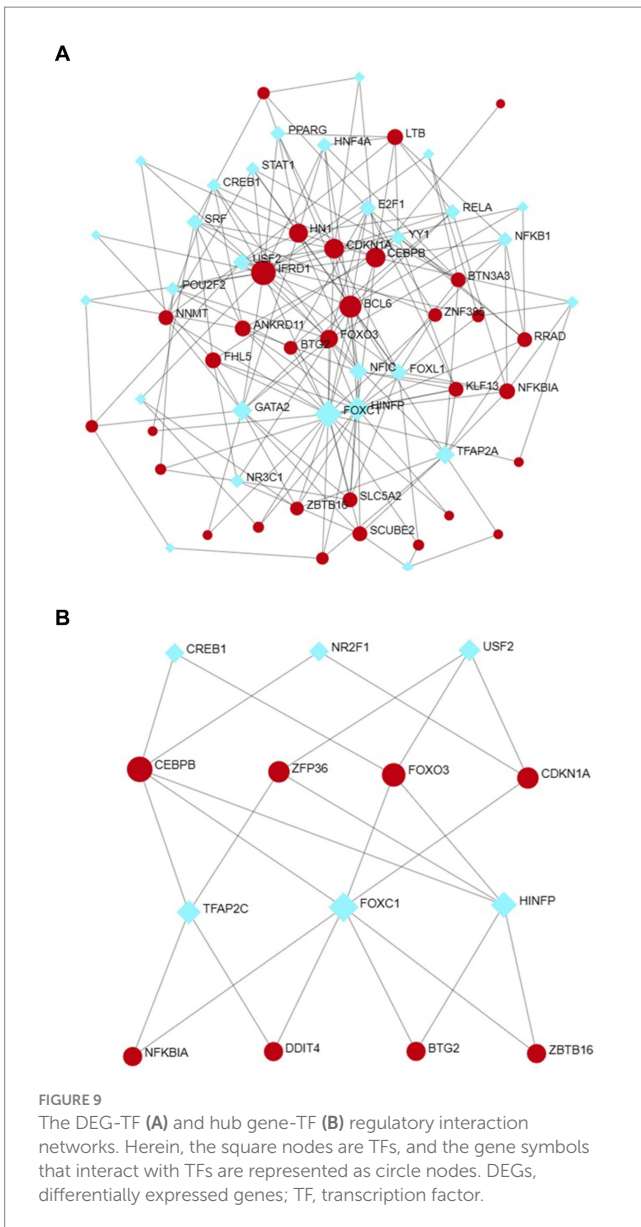 A
PPARG
HNF4A
LTB
STAT1
CREB1
E2F1
RELA
SRF
HN1
YY1
CDKN1A
CEBPB
NFKB1
USF2
IFRD1
BTN3A3
POU2F2
BCL6
NNMT
ANKRD11
ZNF395
FOXO3
RRAD
BTG2
FHL5
NFIC
FOXL1
KLF13
NFKBIA
GATA2
FOXC1
HINFP
TFAP2A
NR3C1
SLC5A2
ZBTB16
SCUBE2
B
CREB1
NR2F1
USF2
CEBPB
ZFP36
FOXO3
CDKN1A
TFAP2C
FOXC1
HINFP
NFKBIA
DDIT4
BTG2
ZBTB16
FIGURE 9
The DEG-TF (A) and hub gene-TF (B) regulatory interaction
networks. Herein, the square nodes are TFs, and the gene symbols
that interact with TFs are represented as circle nodes. DEGs,
differentially expressed genes; TF, transcription factor.